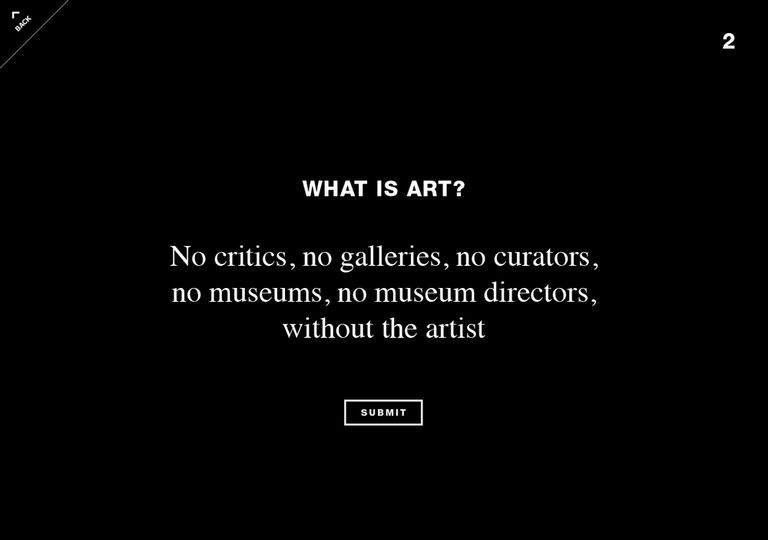 BACK
2
WHAT IS ART?
No critics, no galleries, no curators,
no museums, no museum directors,
without the artist
SUBMIT